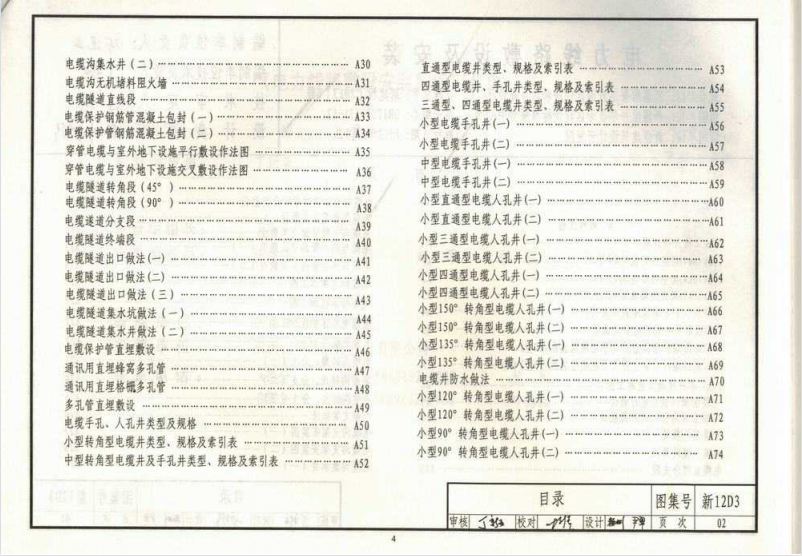 电缆沟集水井（二）………………………………… A30
电缆沟无机堵料阻火墙………………………………… A31
电缆隧道直线段………………………………… A32
电缆保护钢筋管混凝土包封（一）………………………………… A33
电缆保护管钢筋混凝土包封（二）………………………………… A34
穿管电缆与室外地下设施平行敷设作法图………………………………… A35
穿管电缆与室外地下设施交叉敷设作法图………………………………… A36
电缆隧道转角段（45°）………………………………… A37
电缆隧道转角段（90°）………………………………… A38
电缆遂道分支段………………………………… A39
电缆隧道终端段………………………………… A40
电缆隧道出口做法(一)………………………………… A41
电缆隧道出口做法(二)………………………………… A42
电缆隧道出口做法（三）………………………………… A43
电缆隧道集水坑做法（一）………………………………… A44
电缆隧道集水井做法（二）………………………………… A45
电缆保护管直埋敷设………………………………… A46
通讯用直埋蜂窝多孔管………………………………… A47
通讯用直埋格栅多孔管………………………………… A48
多孔管直埋敷设………………………………… A49
电缆手孔、人孔井类型及规格………………………………… A50
小型转角型电缆井类型、规格及索引表………………………………… A51
中型转角型电缆井及手孔井类型、规格及索引表………………………………… A52
直通型电缆井类型、规格及索引表………………………………… A53
四通型电缆井、手孔井类型、规格及索引表………………………………… A54
三通型、四通型电缆井类型、规格及索引表………………………………… A55
小型电缆手孔井(一)………………………………… A56
小型电缆手孔井(二)………………………………… A57
中型电缆手孔井(一)………………………………… A58
中型电缆手孔井(二)………………………………… A59
小型直通型电缆人孔井(一)………………………………… A60
小型直通型电缆人孔井(二)………………………………… A61
小型三通型电缆人孔井(一)………………………………… A62
小型三通型电缆人孔井(二)………………………………… A63
小型四通型电缆人孔井(一)………………………………… A64
小型四通型电缆人孔井(二)………………………………… A65
小型150°转角型电缆人孔井(一)………………………………… A66
小型150°转角型电缆人孔井(二)………………………………… A67
小型135°转角型电缆人孔井(一)………………………………… A68
小型135°转角型电缆人孔井(二)………………………………… A69
电缆井防水做法………………………………… A70
小型120°转角型电缆人孔井(一)………………………………… A71
小型120°转角型电缆人孔井(二)………………………………… A72
小型90°转角型电缆人孔井(一)………………………………… A73
小型90°转角型电缆人孔井(二)………………………………… A74
目录 图集号 新12D3
审核 校对 设计 页 次 02
4